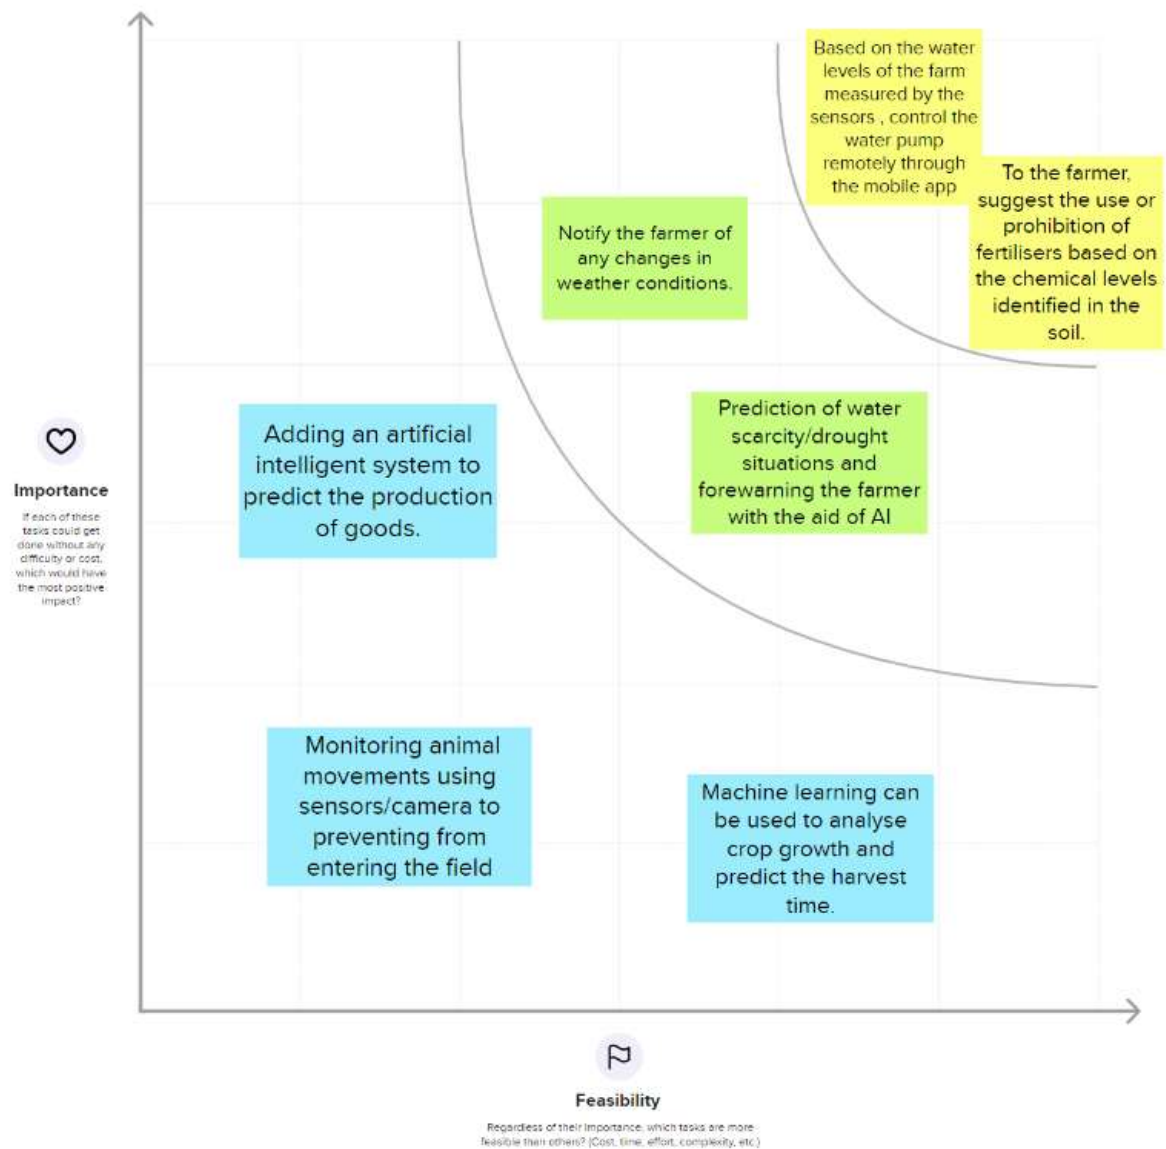 Based on the water
levels of the farm
measured by the
sensors , control the
water pump
remotely through
the mobile app
To the farmer,
suggest the use or
prohibition of
fertilisers based on
the chemical levels
identified in the
soil.
Notify the farmer of
any changes in
weather conditions.
Prediction of water
scarcity/drought
situations and
forewarning the farmer
with the aid of AI
Adding an artificial
intelligent system to
predict the production
of goods.
Importance
If each of these
tasks could get
done without any
difficulty or cost,
which would have
the most positive
impact?
Monitoring animal
movements using
sensors/camera to
preventing from
entering the field
Machine learning can
be used to analyse
crop growth and
predict the harvest
time.
Feasibility
Regardless of their importance, which tasks are more
feasible than others? (Cost, time, effort, complexity, etc.)